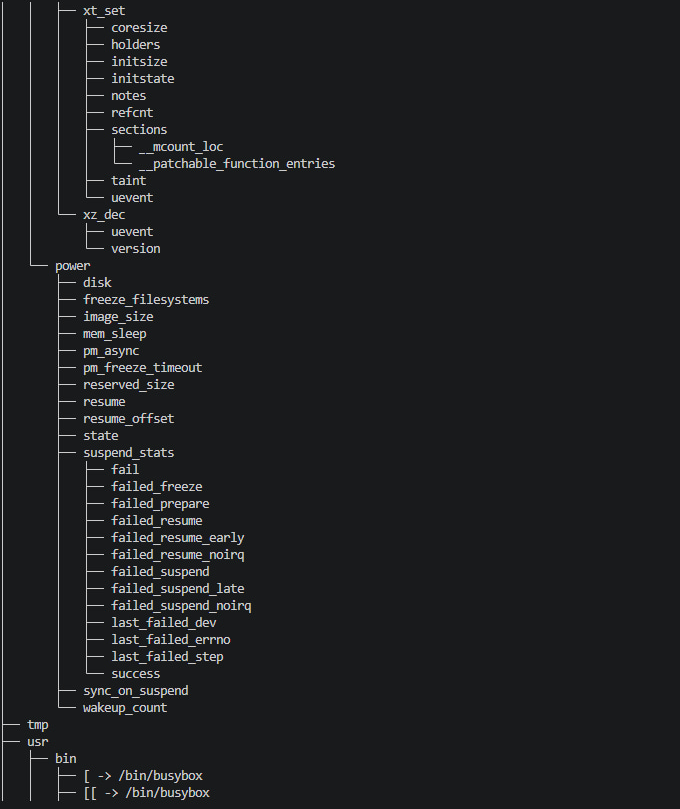 │   │   ├── xt_set
│   │   │   ├── coresize
│   │   │   ├── holders
│   │   │   ├── initsize
│   │   │   ├── initstate
│   │   │   ├── notes
│   │   │   ├── refcnt
│   │   │   ├── sections
│   │   │   │   ├── __mcount_loc
│   │   │   │   └── __patchable_function_entries
│   │   │   ├── taint
│   │   │   └── uevent
│   │   └── xz_dec
│   │       ├── uevent
│   │       └── version
│   └── power
│       ├── disk
│       ├── freeze_filesystems
│       ├── image_size
│       ├── mem_sleep
│       ├── pm_async
│       ├── pm_freeze_timeout
│       ├── reserved_size
│       ├── resume
│       ├── resume_offset
│       ├── state
│       ├── suspend_stats
│       │   ├── fail
│       │   ├── failed_freeze
│       │   ├── failed_prepare
│       │   ├── failed_resume
│       │   ├── failed_resume_early
│       │   ├── failed_resume_noirq
│       │   ├── failed_suspend
│       │   ├── failed_suspend_late
│       │   ├── failed_suspend_noirq
│       │   ├── last_failed_dev
│       │   ├── last_failed_errno
│       │   ├── last_failed_step
│       │   └── success
│       ├── sync_on_suspend
│       └── wakeup_count
├── tmp
├── usr
│   ├── bin
│   │   ├── [ -> /bin/busybox
│   │   ├── [[ -> /bin/busybox